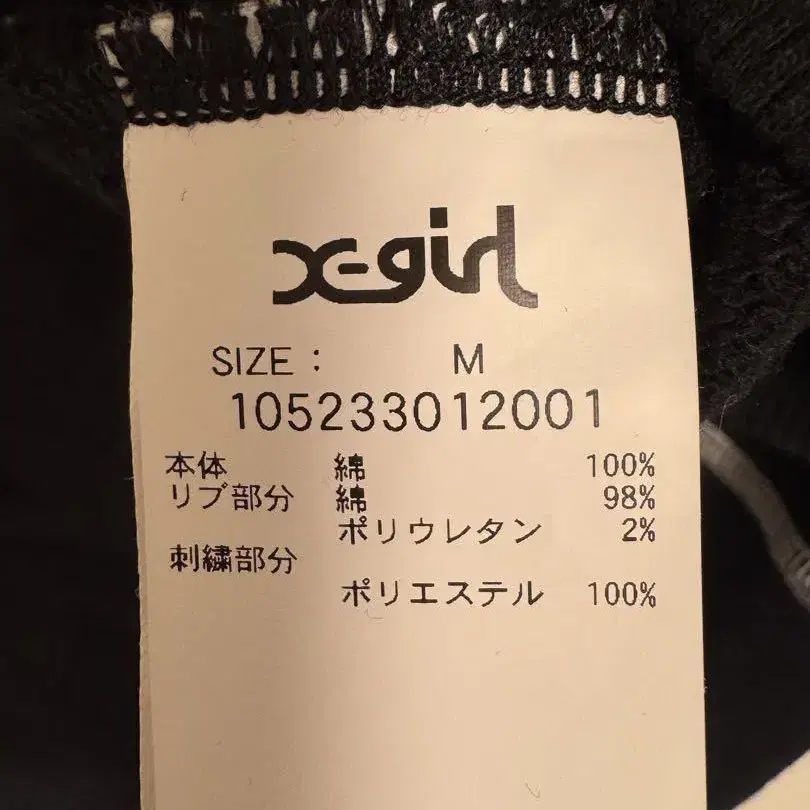 X-girl
SIZE : M
105233012001
本体 綿 100%
リブ部分 綿 98%
ポリウレタン 2%
刺繍部分
ポリエステル 100%